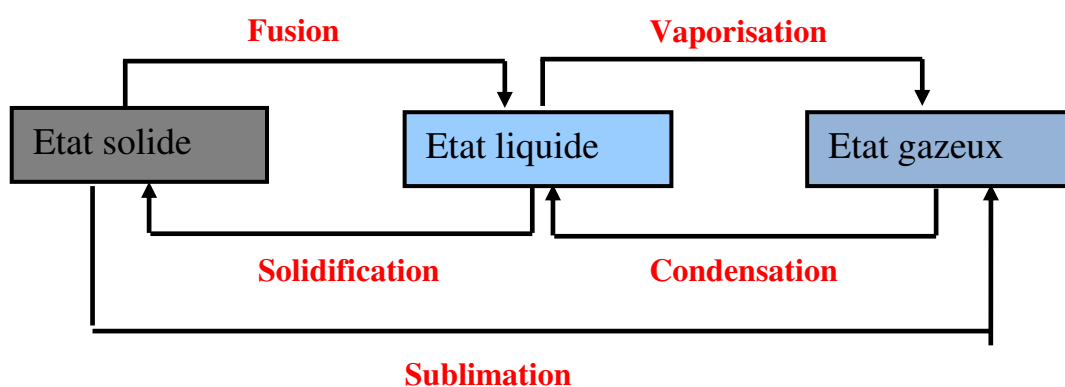 Fusion
Vaporisation
Etat solide
Etat liquide
Etat gazeux
Solidification
Condensation
Sublimation